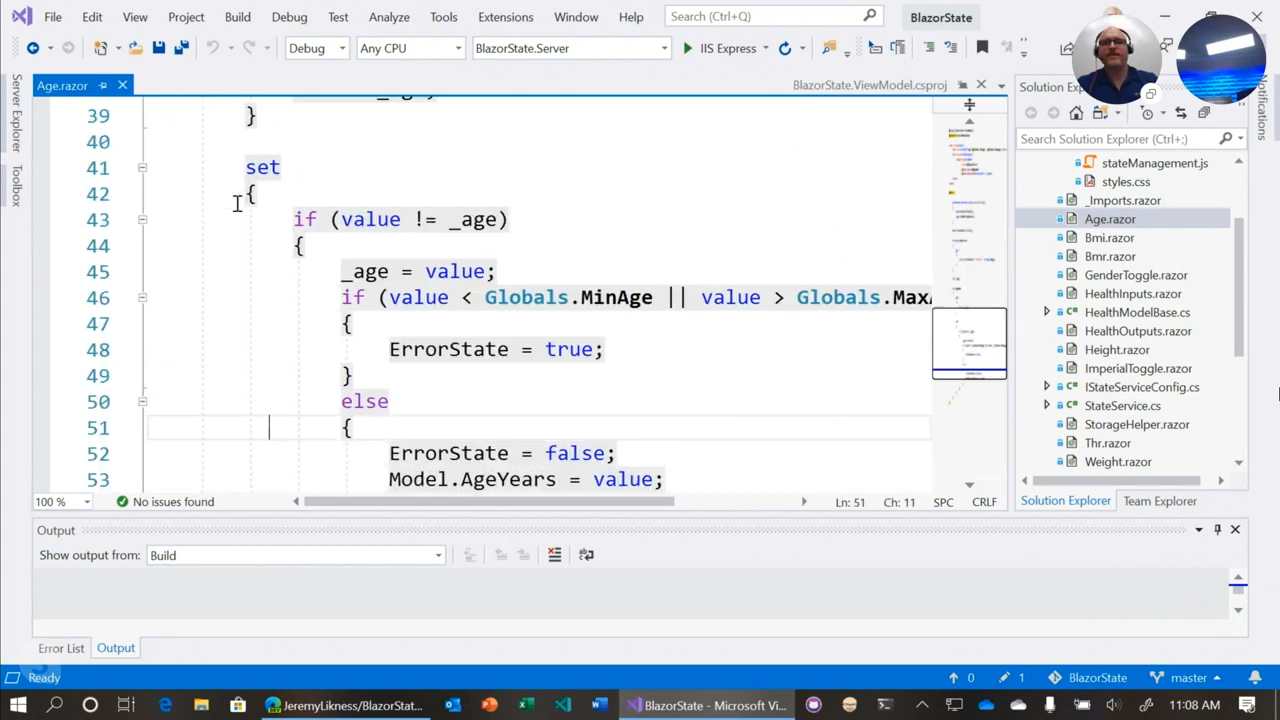 File Edit View Project Build Debug Test Analyze Tools Extensions Window Help Search (Ctrl+Q) BlazorState
Debug Any CPU BlazorState.Server IIS Express
Age.razor BlazorState.ViewModel.csproj
Server Explorer
Toolbox
39 }
40
41 set
42 {
43 if (value != _age)
44 {
45 _age = value;
46 if (value < Globals.MinAge || value > Globals.MaxA
47 {
48 ErrorState = true;
49 }
50 else
51 {
52 ErrorState = false;
53 Model.AgeYears = value;
100 % No issues found Ln: 51 Ch: 11 SPC CRLF
Solution Explorer
Search Solution Explorer (Ctrl+;)
stateManagement.js
styles.css
_Imports.razor
Age.razor
Bmi.razor
Bmr.razor
GenderToggle.razor
HealthInputs.razor
HealthModelBase.cs
HealthOutputs.razor
Height.razor
ImperialToggle.razor
IStateServiceConfig.cs
StateService.cs
StorageHelper.razor
Thr.razor
Weight.razor
Solution Explorer Team Explorer
Notifications
Output
Show output from: Build
Error List Output
Ready 0 1 BlazorState master
JeremyLikness/BlazorStat... BlazorState - Microsoft Vi... 11:08 AM